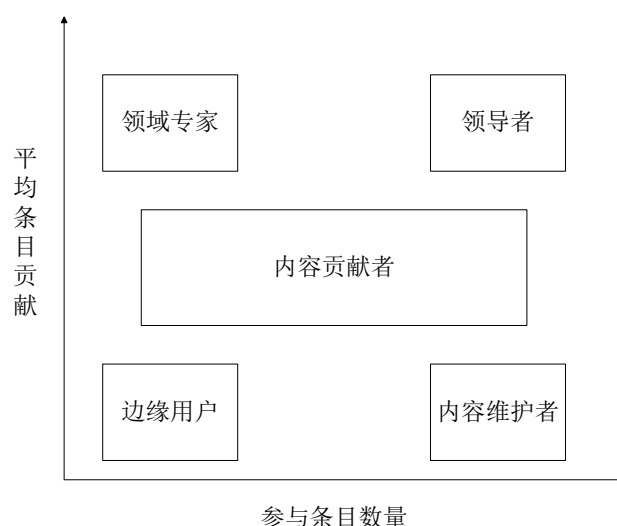 领域专家
领导者
平均条目贡献
内容贡献者
边缘用户
内容维护者
参与条目数量